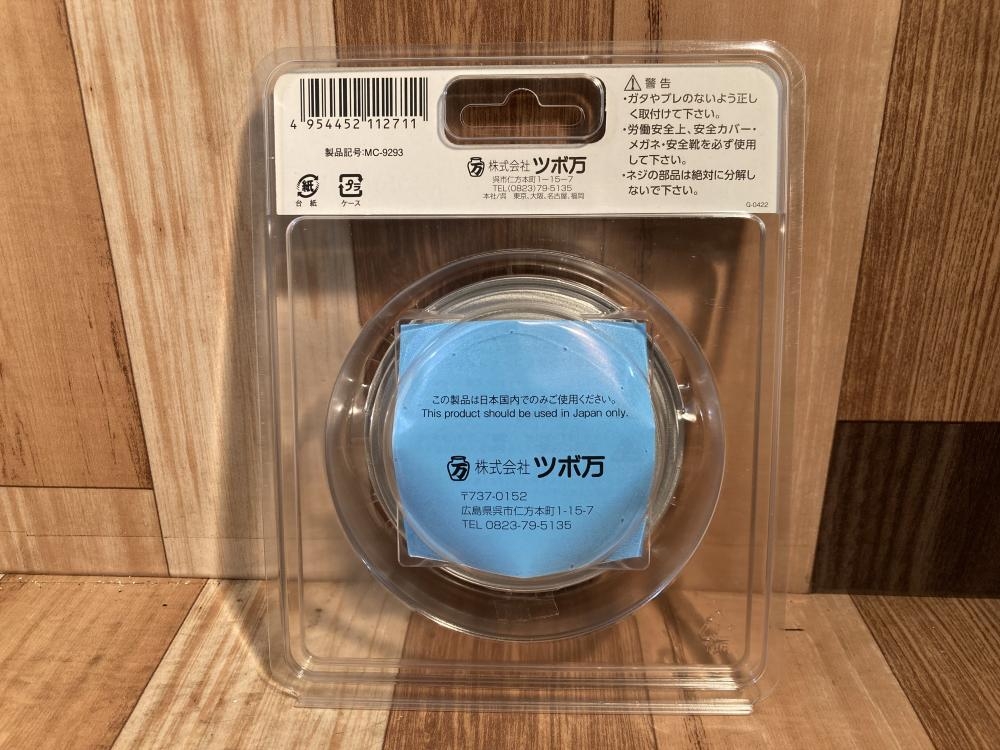 4 954452 112711
製品記号:MC-9293
紙
台紙
プラ
ケース
万 株式会社 ツボ万
呉市仁方本町1-15-7
TEL(0823)79-5135
本社/呉 東京、大阪、名古屋、福岡
警告
・ガタやブレのないよう正し
く取付けて下さい。
・労働安全上、安全カバー・
メガネ・安全靴を必ず使用
して下さい。
・ネジの部品は絶対に分解し
ないで下さい。
G-0422
この製品は日本国内でのみご使用ください。
This product should be used in Japan only.
万 株式会社 ツボ万
〒737-0152
広島県呉市仁方本町1-15-7
TEL 0823-79-5135